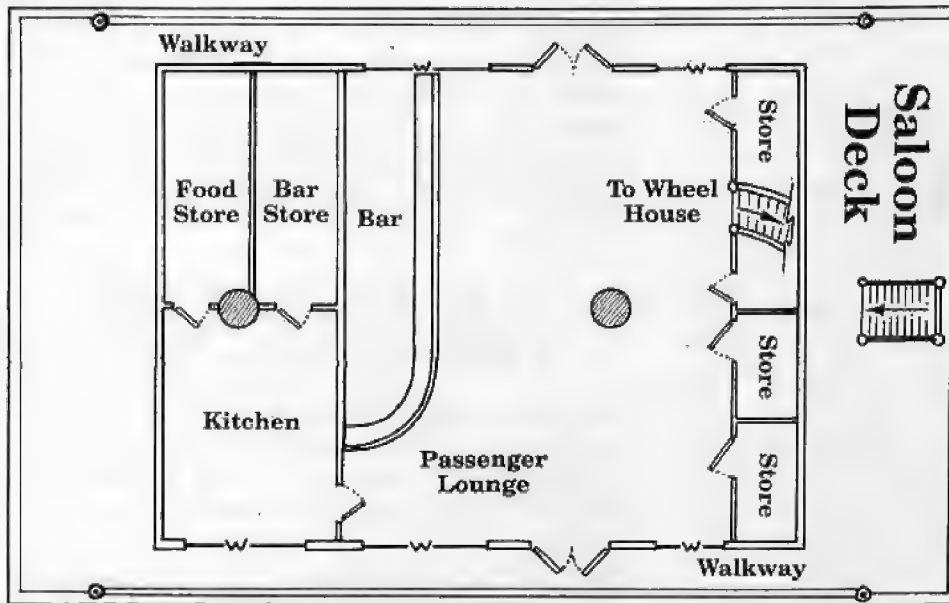 Walkway
Food
Store
Bar
Store
Bar
To Wheel
House
Store
Saloon
Deck
Kitchen
Passenger
Lounge
Store
Store
Walkway